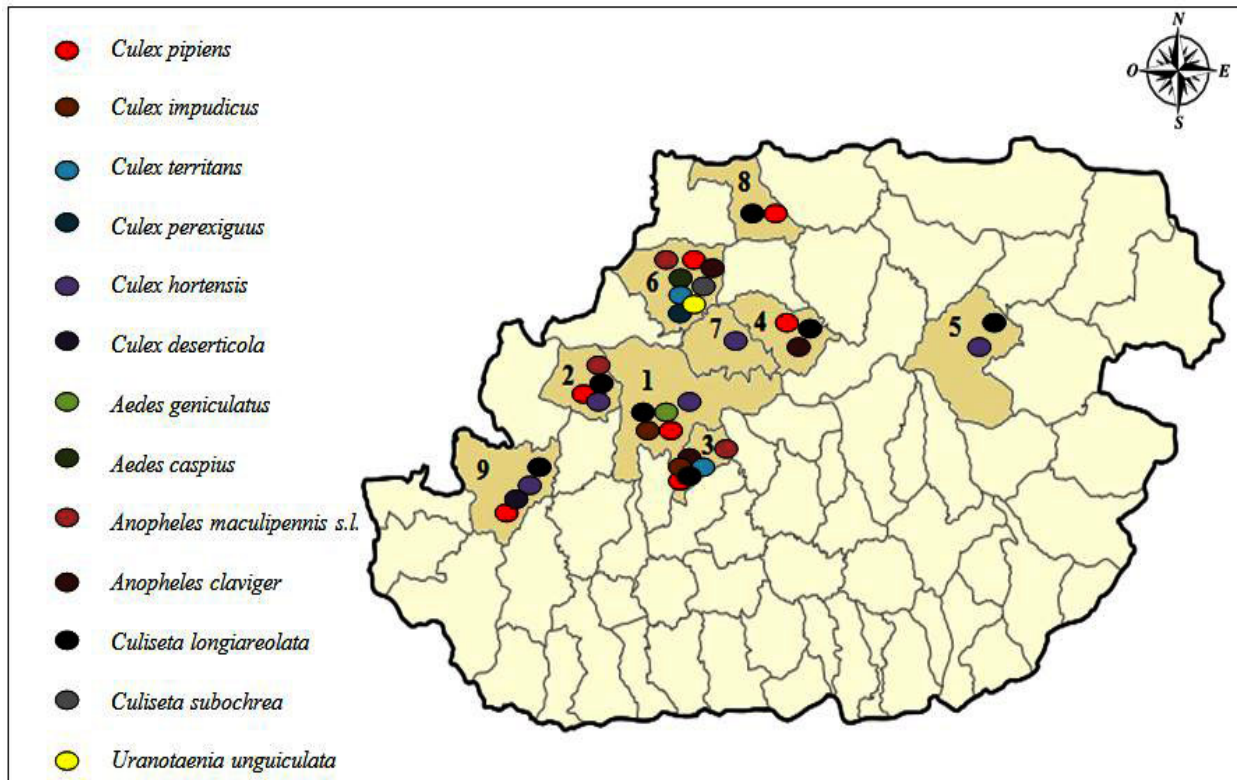 Culex pipiens
Culex impudicus
Culex territans
Culex perexiguus
Culex hortensis
Culex deserticola
Aedes geniculatus
Aedes caspius
Anopheles maculipennis s.l.
Anopheles claviger
Culiseta longiareolata
Culiseta subochrea
Uranotaenia unguiculata
N
O E
S
8
6
7 4
5
2 1
3
9